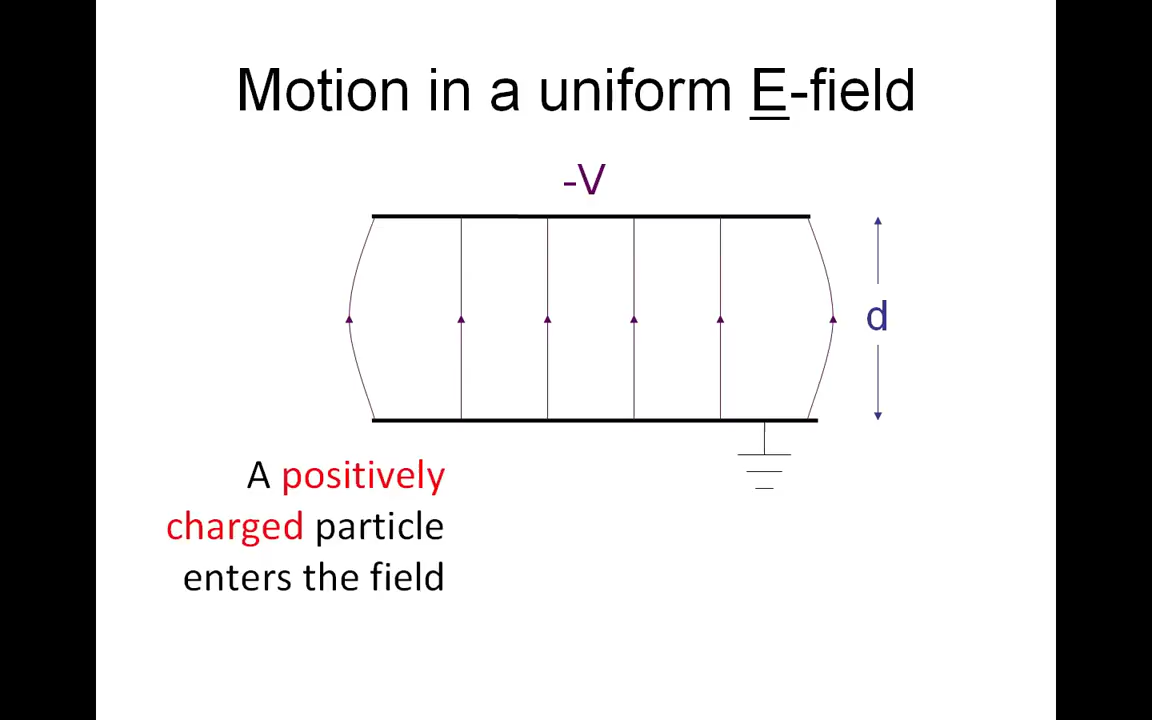 Motion in a uniform E-field
-V
d
A positively
charged particle
enters the field